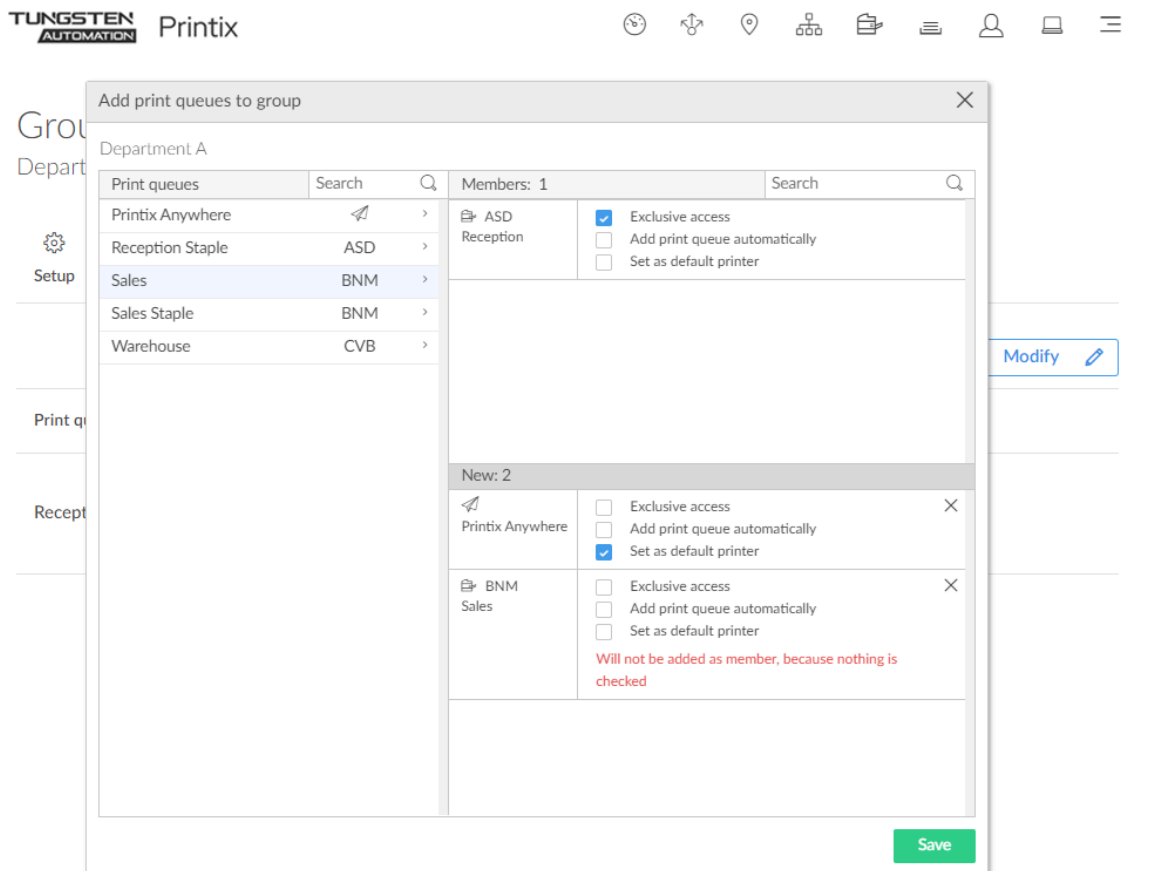 TUNGSTEN
AUTOMATION
Printix
Add print queues to group
Grou
Depart
Department A
Print queues
Search
Members: 1
Search
Printix Anywhere
Reception Staple ASD
Sales BNM
Sales Staple BNM
Warehouse CVB
ASD
Reception
Exclusive access
Add print queue automatically
Set as default printer
Setup
Modify
Print qu
Recept
New: 2
Printix Anywhere
Exclusive access
Add print queue automatically
Set as default printer
BNM
Sales
Exclusive access
Add print queue automatically
Set as default printer
Will not be added as member, because nothing is
checked
Save